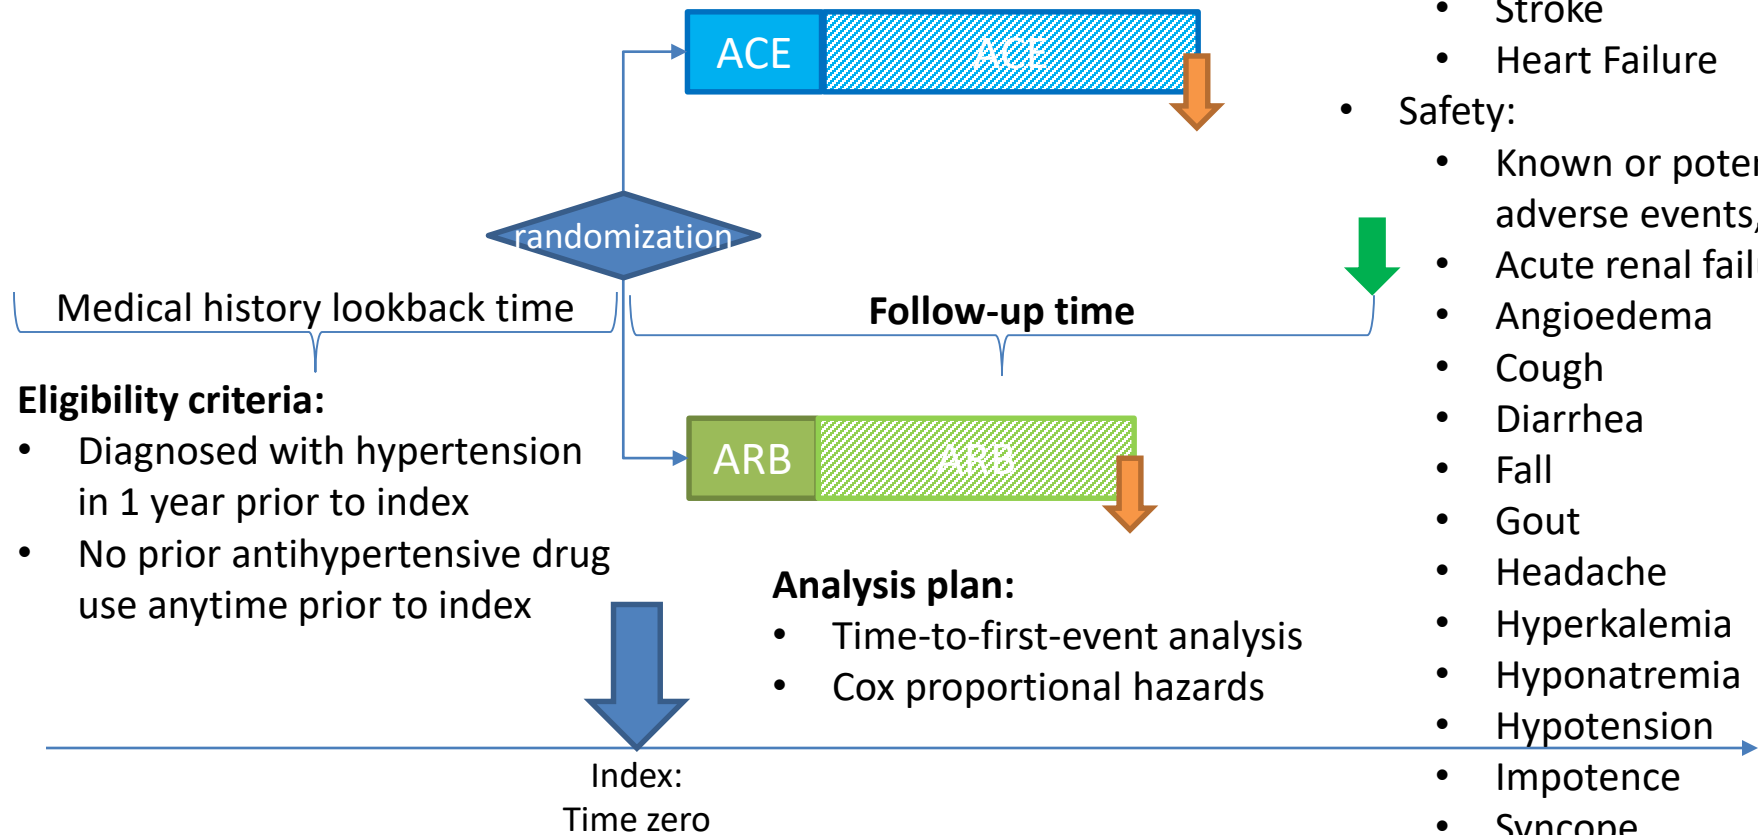 ACE
ACE
randomization
Medical history lookback time
Follow-up time
Eligibility criteria:
• Diagnosed with hypertension
in 1 year prior to index
• No prior antihypertensive drug
use anytime prior to index
ARB
ARB
Analysis plan:
• Time-to-first-event analysis
• Cox proportional hazards
Index:
Time zero
• Stroke
• Heart Failure
• Safety:
• Known or
adverse events,
• Acute renal
• Angioedema
• Cough
• Diarrhea
• Fall
• Gout
• Headache
• Hyperkalemia
• Hyponatremia
• Hypotension
• Impotence
• Syncope